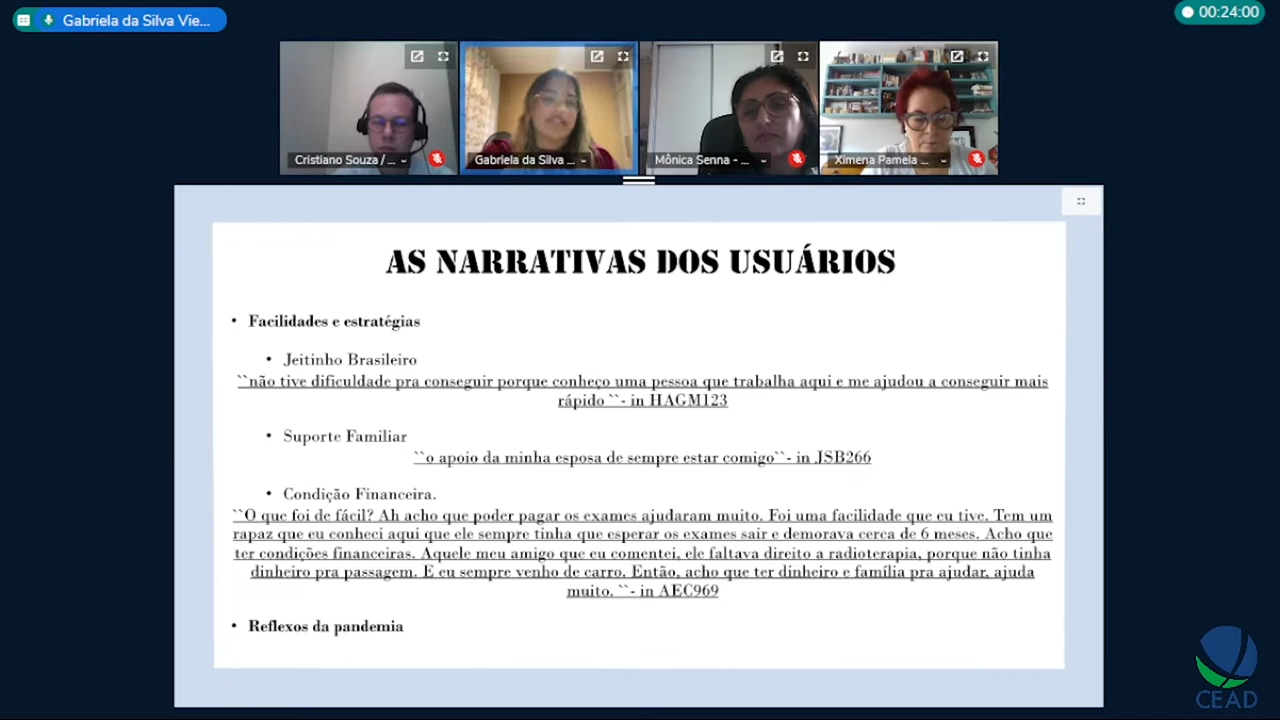 Gabriela da Silva Vie...
00:24:00
Cristiano Souza / ...
Gabriela da Silva ...
Mônica Senna - ...
Ximena Pamela ...
AS NARRATIVAS DOS USUÁRIOS
• Facilidades e estratégias
• Jeitinho Brasileiro
``não tive dificuldade pra conseguir porque conheço uma pessoa que trabalha aqui e me ajudou a conseguir mais
rápido ``- in HAGM123
• Suporte Familiar
``o apoio da minha esposa de sempre estar comigo``- in JSB266
• Condição Financeira.
``O que foi de fácil? Ah acho que poder pagar os exames ajudaram muito. Foi uma facilidade que eu tive. Tem um
rapaz que eu conheci aqui que ele sempre tinha que esperar os exames sair e demorava cerca de 6 meses. Acho que
ter condições financeiras. Aquele meu amigo que eu comentei, ele faltava direito a radioterapia, porque não tinha
dinheiro pra passagem. E eu sempre venho de carro. Então, acho que ter dinheiro e família pra ajudar, ajuda
muito. ``- in AEC969
• Reflexos da pandemia
CEAD